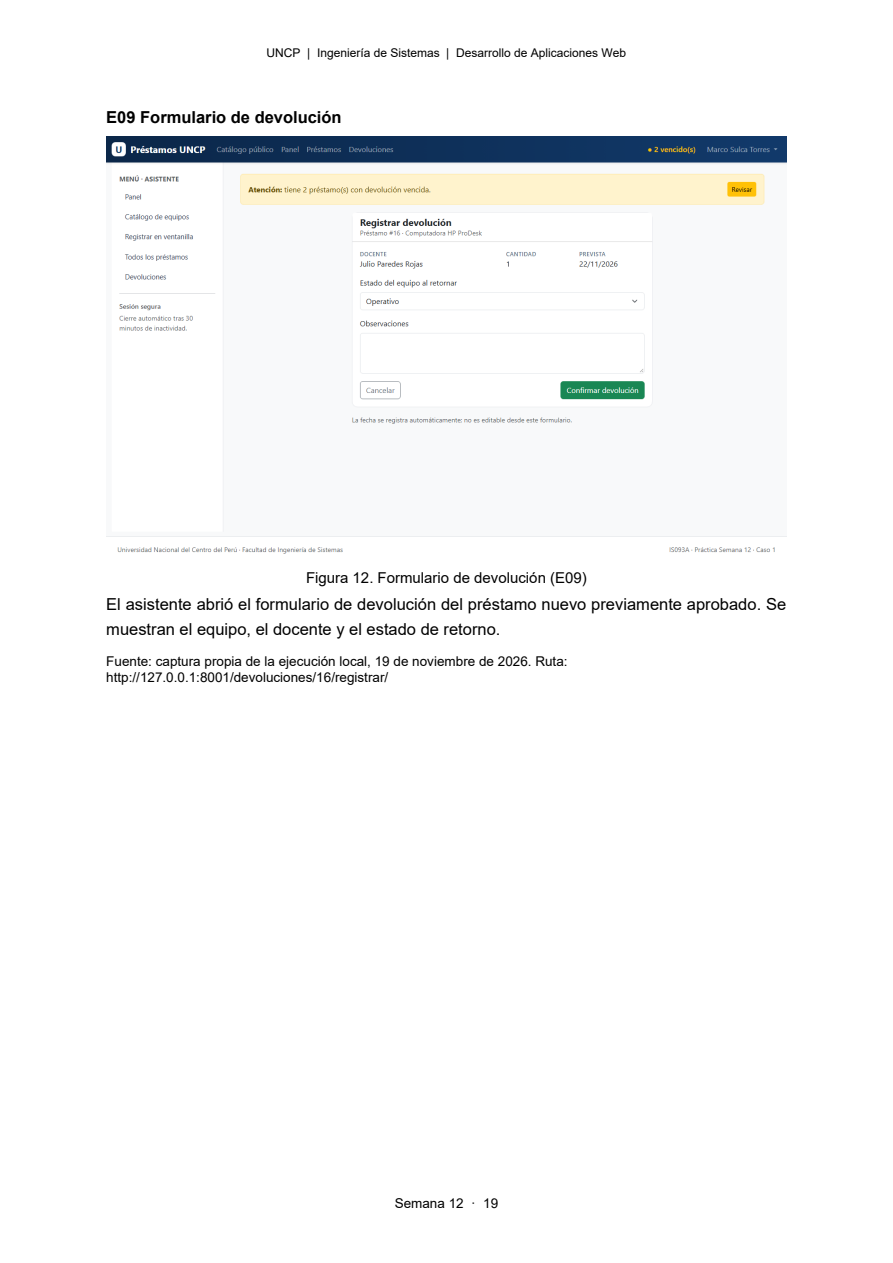 UNCP | Ingeniería de Sistemas | Desarrollo de Aplicaciones Web
E09 Formulario de devolución
U Préstamos UNCP Catálogo público Panel Préstamos Devoluciones ● 2 vencido(s) Marco Sulca Torres
MENÚ · ASISTENTE
Panel
Catálogo de equipos
Registrar en ventanilla
Todos los préstamos
Devoluciones
Sesión segura
Cierre automático tras 30
minutos de inactividad.
Atención: tiene 2 préstamo(s) con devolución vencida. Revisar
Registrar devolución
Préstamo #16 · Computadora HP ProDesk
DOCENTE CANTIDAD PREVISTA
Julio Paredes Rojas 1 22/11/2026
Estado del equipo al retornar
Operativo
Observaciones
Cancelar Confirmar devolución
La fecha se registra automáticamente; no es editable desde este formulario.
Universidad Nacional del Centro del Perú · Facultad de Ingeniería de Sistemas IS093A · Práctica Semana 12 · Caso 1
Figura 12. Formulario de devolución (E09)
El asistente abrió el formulario de devolución del préstamo nuevo previamente aprobado. Se
muestran el equipo, el docente y el estado de retorno.
Fuente: captura propia de la ejecución local, 19 de noviembre de 2026. Ruta:
http://127.0.0.1:8001/devoluciones/16/registrar/
Semana 12 · 19